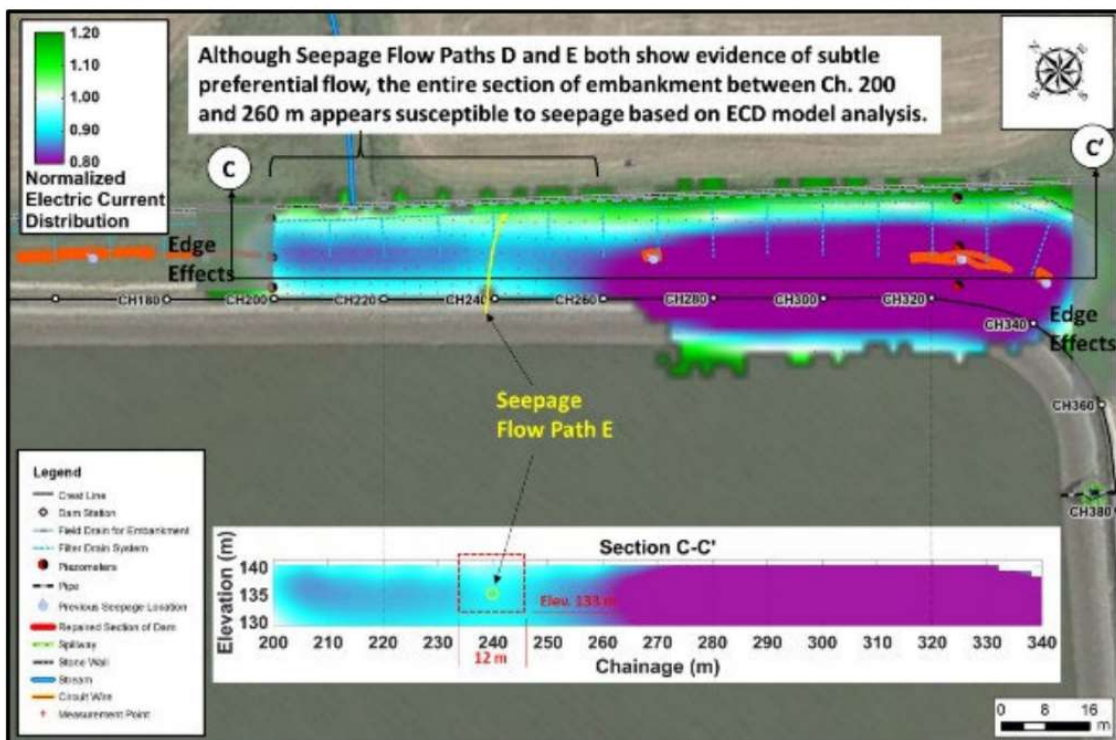 1.20
1.00
0.90
0.80
Normalized
Electric Current
Distribution
Although Seepage Flow Paths D and E both show evidence of subtle
preferential flow, the entire section of embankment between Ch. 200
and 260 m appears susceptible to seepage based on ECD model analysis.
N
E
S
C
C'
Edge
Effects
CH180
CH200
CH220
CH240
CH260
CH280
CH300
CH320
CH340
Edge
Effects
CH360
CH380
Seepage
Flow Path E
Legend
Crest Line
Dam Station
Field Drain for Embankment
Filter Drain System
Piezometers
Pipe
Previous Seepage Location
Repaired Section of Dam
Spillway
Stone Wall
Stream
Circuit Wire
Measurement Point
Section C-C'
Elevation (m)
140
135
130
Elev. 133 m
200 210 220 230 240 250 260 270 280 290 300 310 320 330 340
12 m
Chainage (m)
0 8 16
m